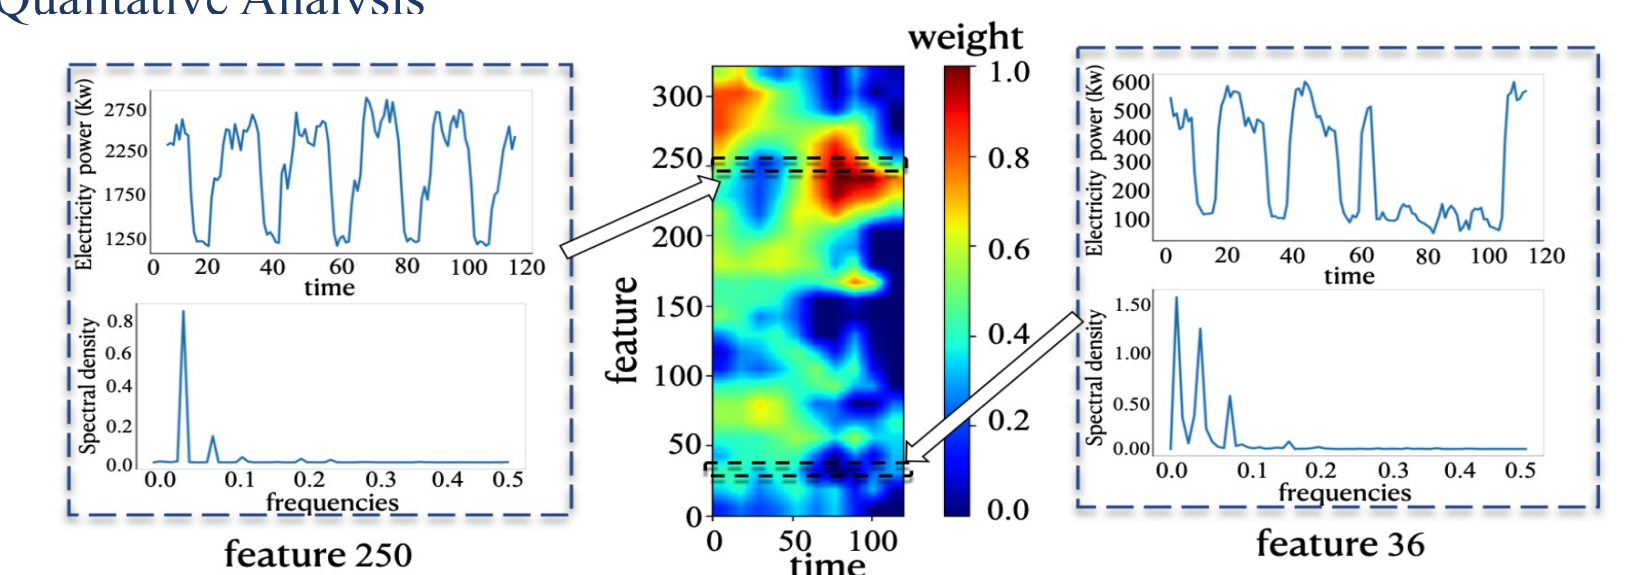 Quantitative Analysis
weight
Electricity power (Kw)
2750
2250
1750
1250
0 20 40 60 80 100 120
time
Spectral density
0.8
0.6
0.4
0.2
0.0
0.0 0.1 0.2 0.3 0.4 0.5
frequencies
feature 250
feature
300
250
200
150
100
50
0
0 50 100
time
1.0
0.8
0.6
0.4
0.2
0.0
Electricity power (Kw)
600
500
400
300
200
100
0 20 40 60 80 100 120
time
Spectral density
1.50
1.00
0.50
0.00
0.0 0.1 0.2 0.3 0.4 0.5
frequencies
feature 36